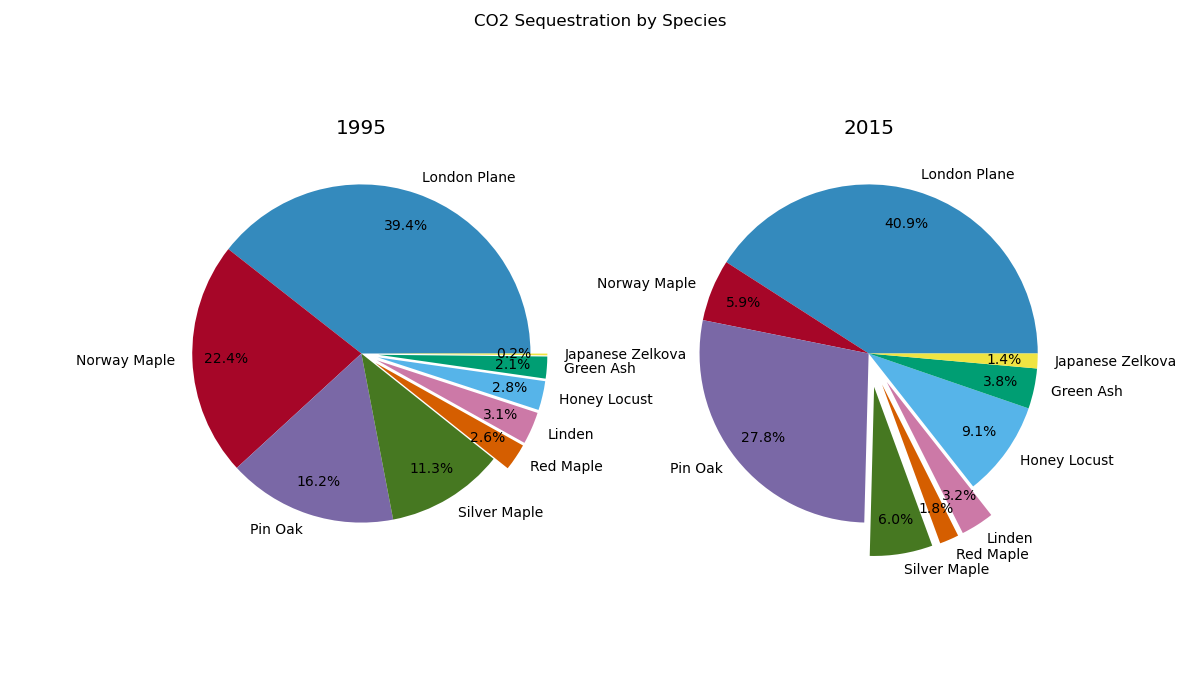 CO2 Sequestration by Species
1995
London Plane
39.4%
Norway Maple
22.4%
Pin Oak
16.2%
Silver Maple
11.3%
Red Maple
2.6%
Linden
3.1%
Honey Locust
2.8%
Green Ash
2.1%
Japanese Zelkova
0.2%
2015
London Plane
40.9%
Norway Maple
5.9%
Pin Oak
27.8%
Silver Maple
6.0%
Red Maple
1.8%
Linden
3.2%
Honey Locust
9.1%
Green Ash
3.8%
Japanese Zelkova
1.4%